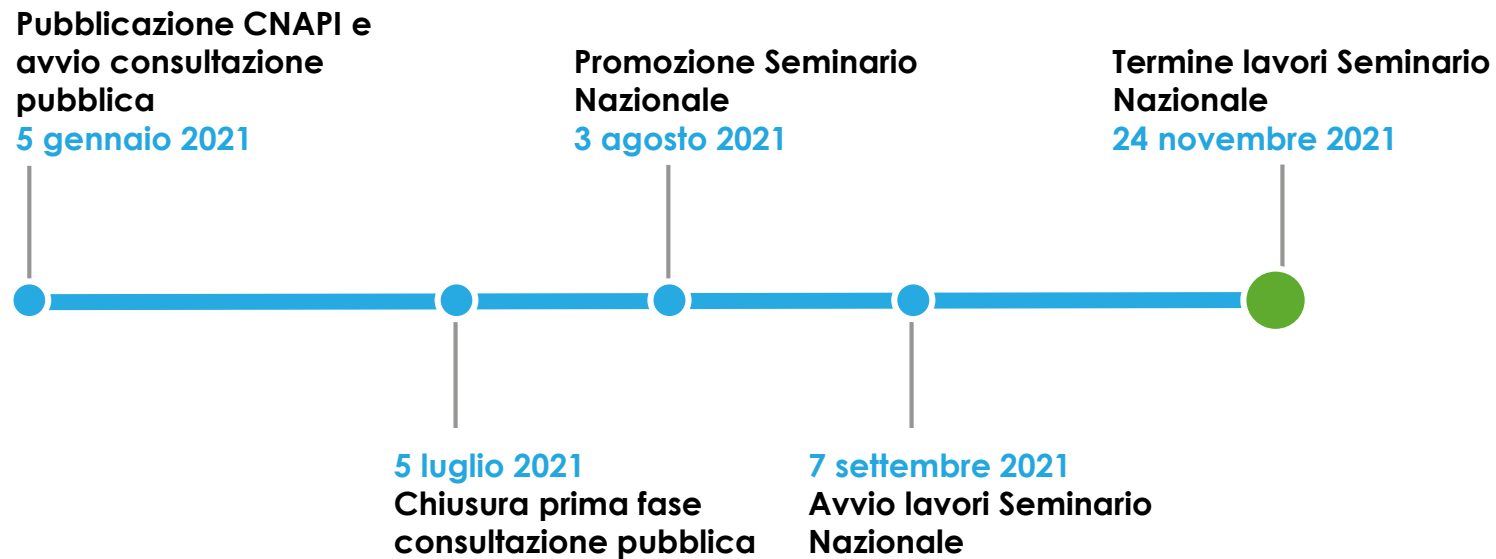 Pubblicazione CNAPI e
avvio consultazione
pubblica
5 gennaio 2021
Promozione Seminario
Nazionale
3 agosto 2021
Termine lavori Seminario
Nazionale
24 novembre 2021
5 luglio 2021
Chiusura prima fase
consultazione pubblica
7 settembre 2021
Avvio lavori Seminario
Nazionale